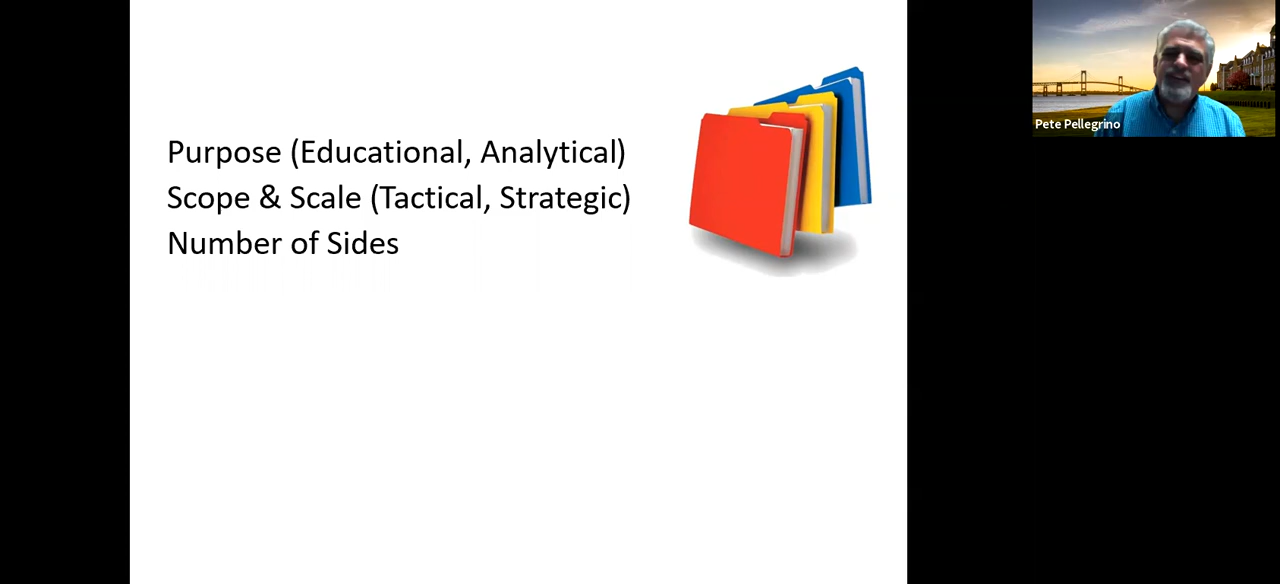 Purpose (Educational, Analytical)
Scope & Scale (Tactical, Strategic)
Number of Sides
Pete Pellegrino